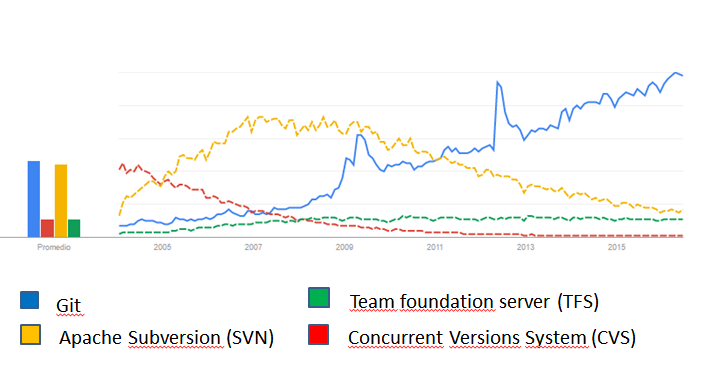 Promedio 2005 2007 2009 2011 2013 2015
Git Team foundation server (TFS)
Apache Subversion (SVN) Concurrent Versions System (CVS)